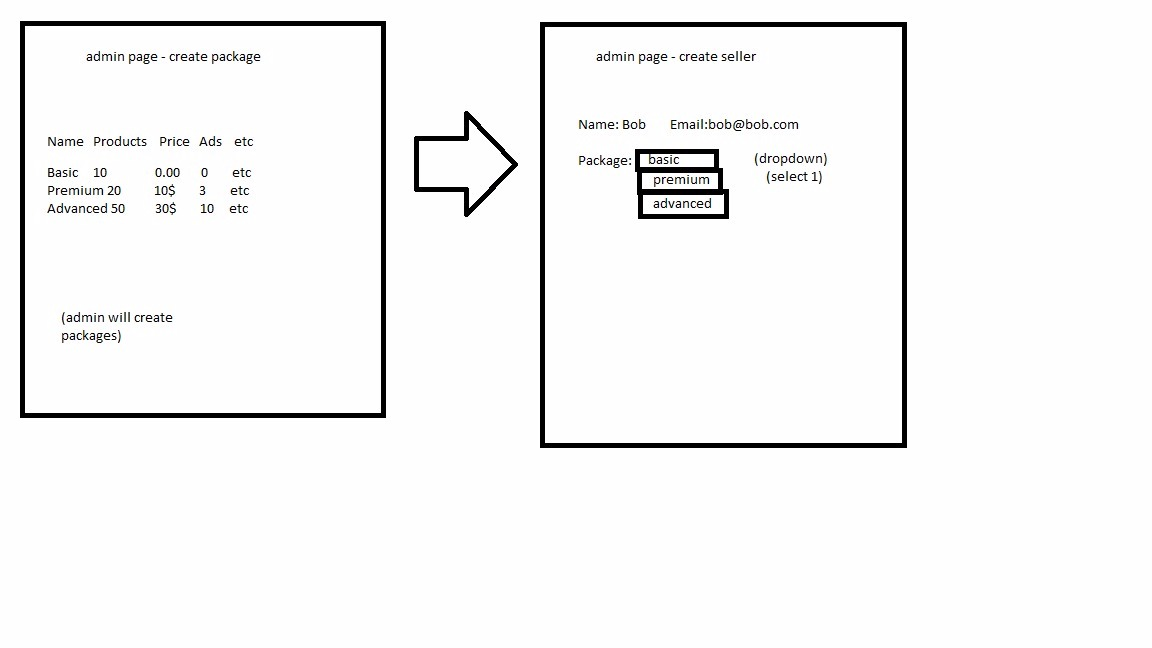 admin page - create package
Name Products Price Ads etc
Basic 10 0.00 0 etc
Premium 20 10$ 3 etc
Advanced 50 30$ 10 etc
(admin will create
packages)
admin page - create seller
Name: Bob Email:bob@bob.com
Package: basic (dropdown)
premium (select 1)
advanced